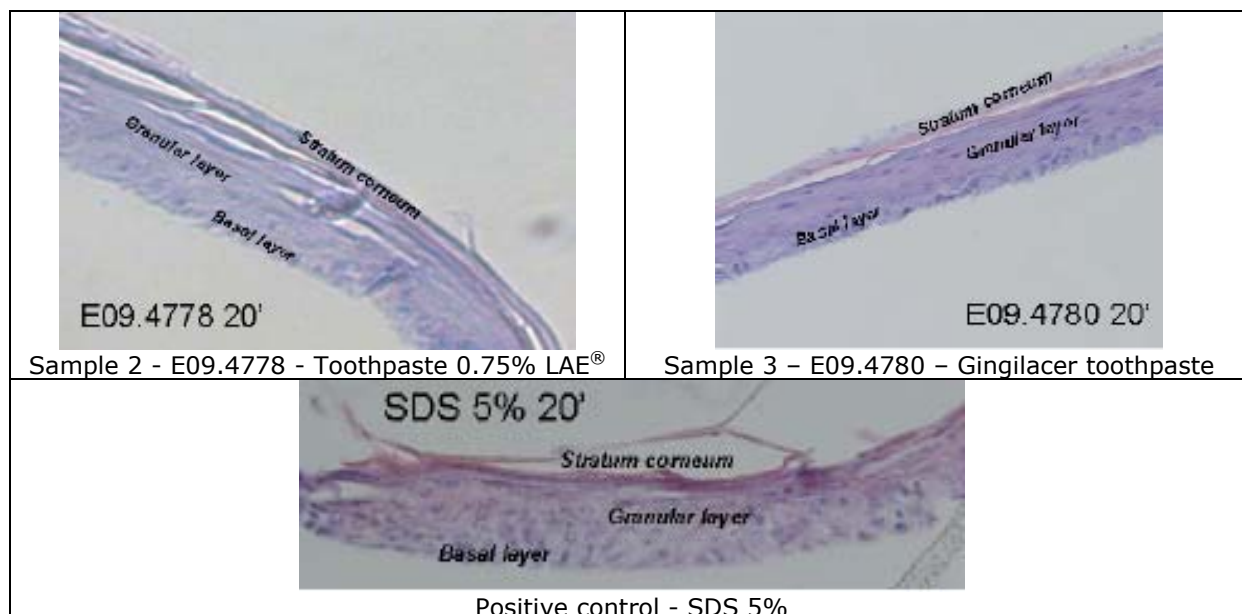 Stratum corneum
Granular layer
Basal layer
E09.4778 20'
Sample 2 - E09.4778 - Toothpaste 0.75% LAE®
Stratum corneum
Granular layer
Basal layer
E09.4780 20'
Sample 3 – E09.4780 – Gingilacer toothpaste
SDS 5% 20'
Stratum corneum
Granular layer
Basal layer
Positive control - SDS 5%